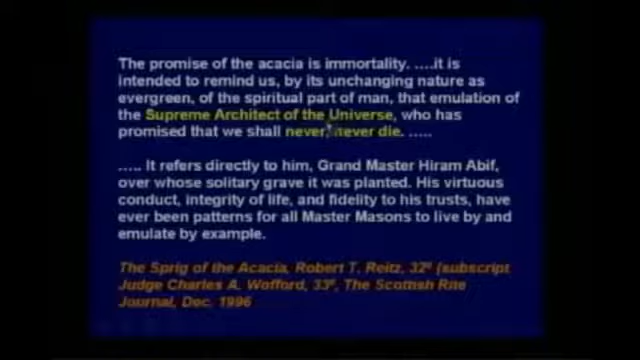 The promise of the acacia is immortality. ....it is
intended to remind us, by its unchanging nature as
evergreen, of the spiritual part of man, that emulation of
the Supreme Architect of the Universe, who has
promised that we shall never, never die. .....
..... It refers directly to him, Grand Master Hiram Abif,
over whose solitary grave it was planted. His virtuous
conduct, integrity of life, and fidelity to his trusts, have
ever been patterns for all Master Masons to live by and
emulate by example.
The Sprig of the Acacia, Robert T. Reitz, 32º (subscript
Judge Charles A. Wofford, 33º, The Scottish Rite
Journal, Dec. 1996